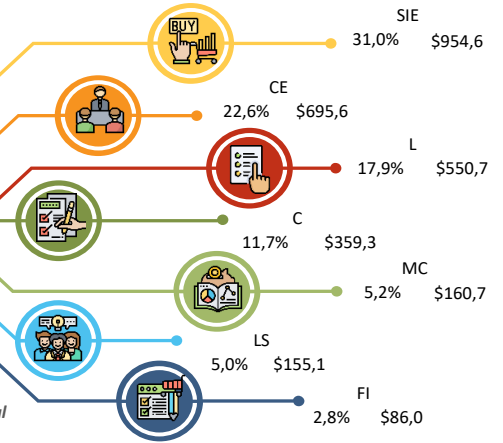 BUY
SIE
31,0% $954,6
CE
22,6% $695,6
L
17,9% $550,7
C
11,7% $359,3
MC
5,2% $160,7
LS
5,0% $155,1
FI
2,8% $86,0